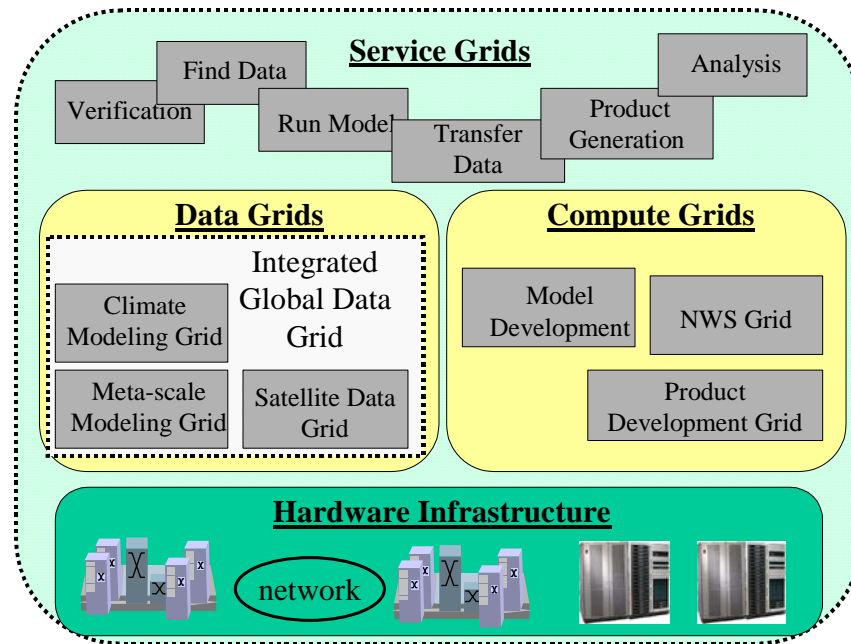 Service Grids
Find Data
Analysis
Verification
Run Model
Transfer
Data
Product
Generation
Data Grids
Integrated
Global Data
Grid
Climate
Modeling Grid
Meta-scale
Modeling Grid
Satellite Data
Grid
Compute Grids
Model
Development
NWS Grid
Product
Development Grid
Hardware Infrastructure
network